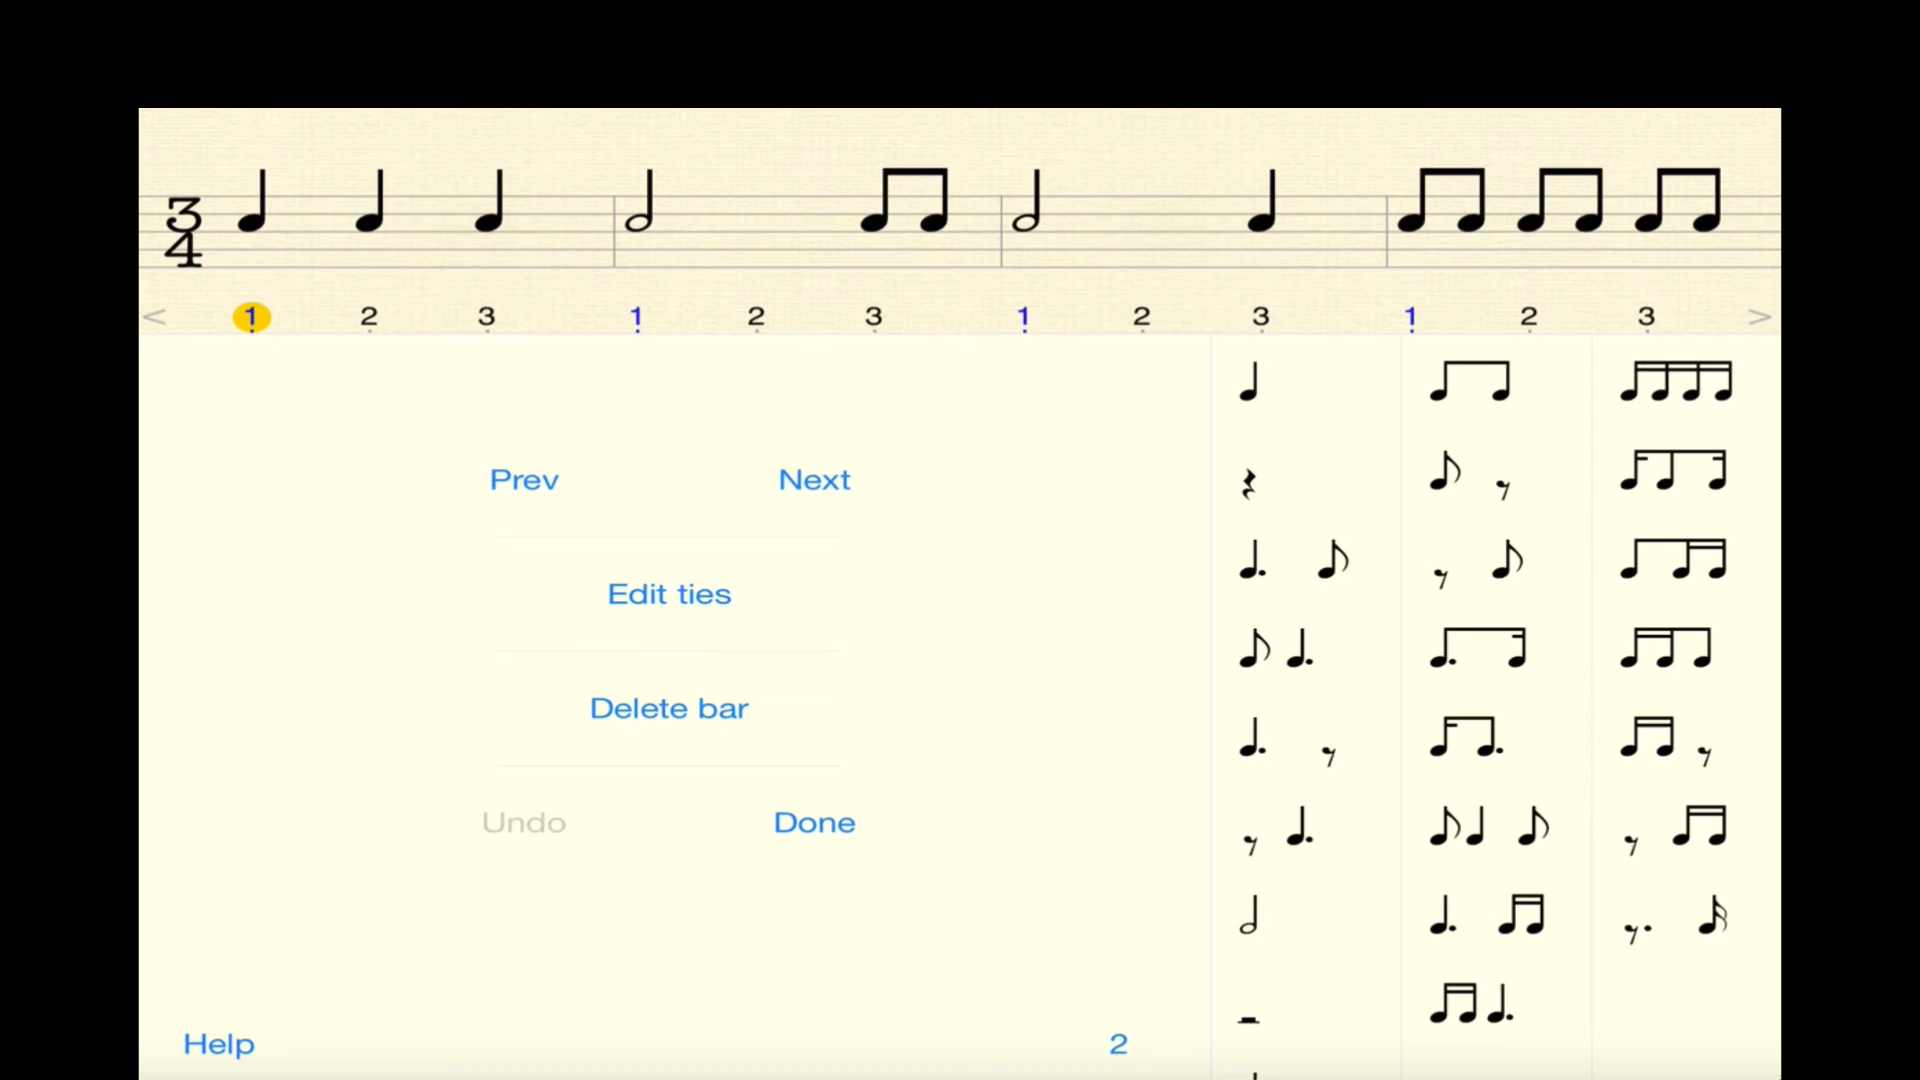 3
4
< 1 2 3 1 2 3 1 2 3 1 2 3 >
Prev Next
Edit ties
Delete bar
Undo Done
Help 2